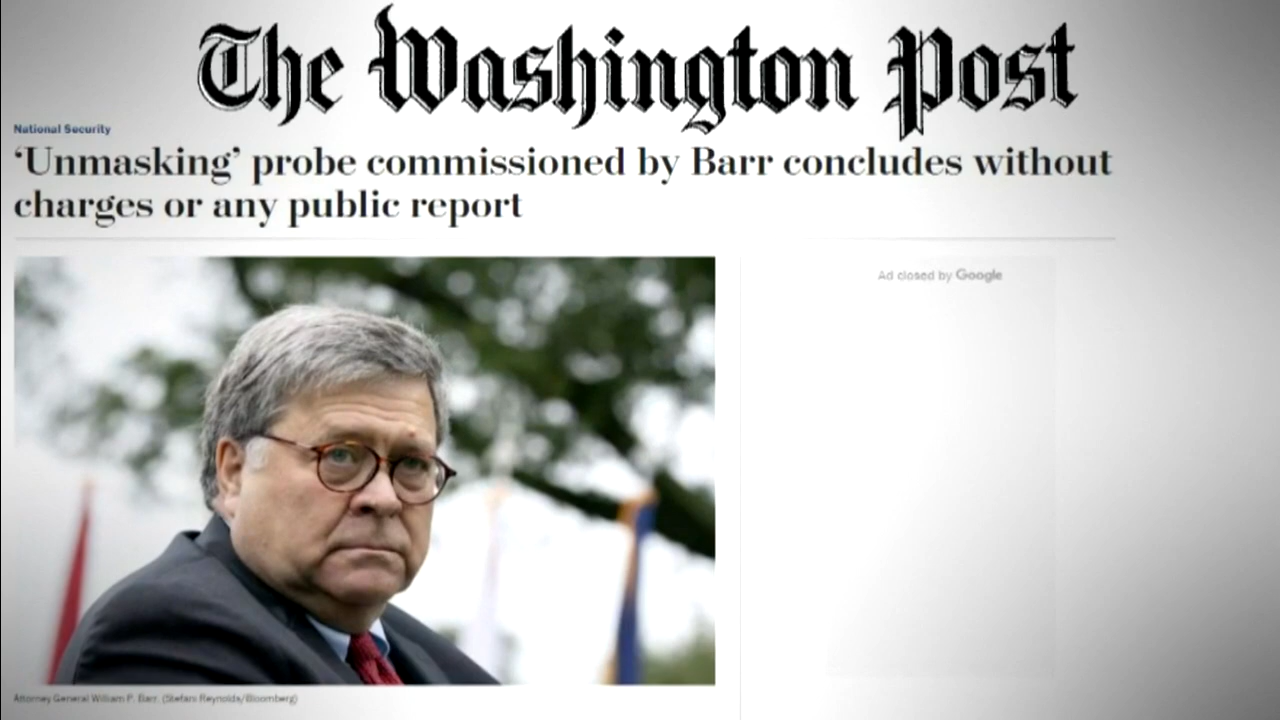 The Washington Post
National Security
‘Unmasking’ probe commissioned by Barr concludes without
charges or any public report
Ad closed by Google
Attorney General William P. Barr. (Stefani Reynolds/Bloomberg)